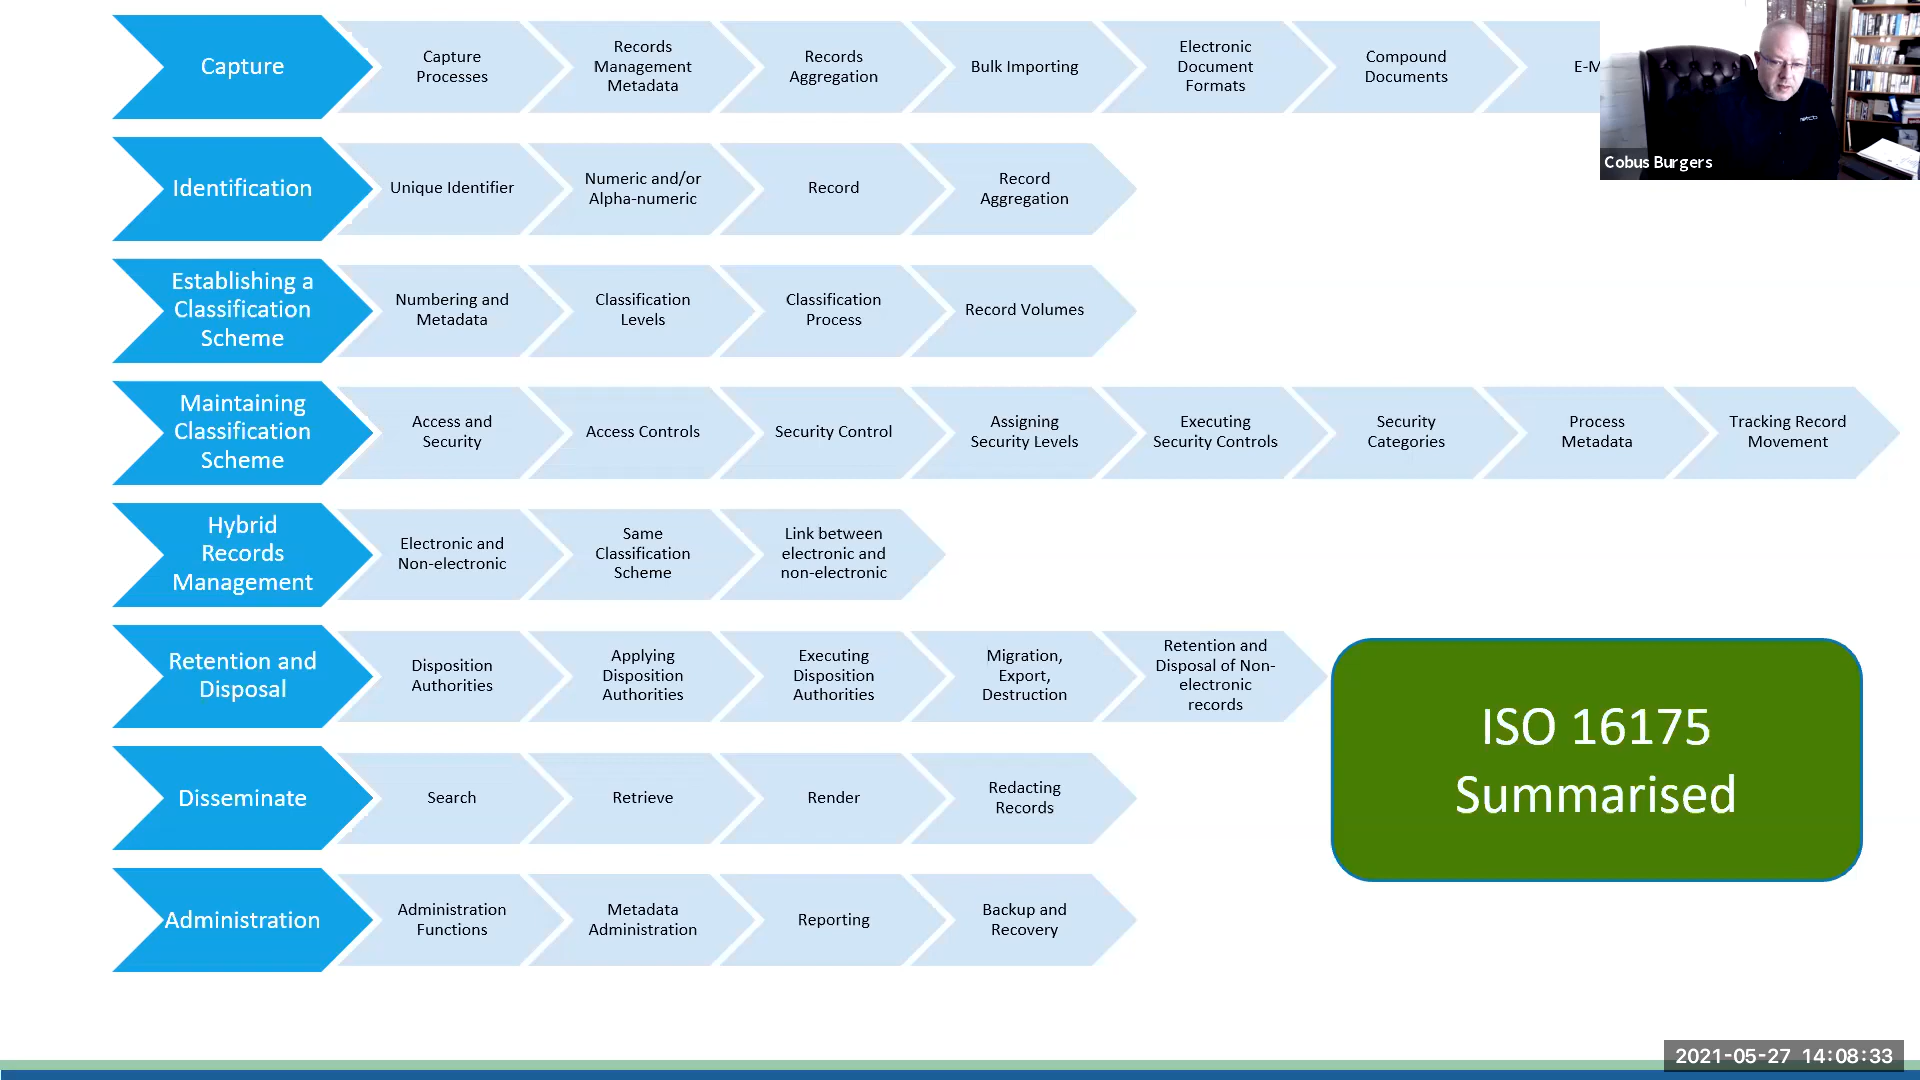 Capture
Capture
Processes
Records
Management
Metadata
Records
Aggregation
Bulk Importing
Electronic
Document
Formats
Compound
Documents
E-M
Cobus Burgers
Identification
Unique Identifier
Numeric and/or
Alpha-numeric
Record
Record
Aggregation
Establishing a
Classification
Scheme
Numbering and
Metadata
Classification
Levels
Classification
Process
Record Volumes
Maintaining
Classification
Scheme
Access and
Security
Access Controls
Security Control
Assigning
Security Levels
Executing
Security Controls
Security
Categories
Process
Metadata
Tracking Record
Movement
Hybrid
Records
Management
Electronic and
Non-electronic
Same
Classification
Scheme
Link between
electronic and
non-electronic
Retention and
Disposal
Disposition
Authorities
Applying
Disposition
Authorities
Executing
Disposition
Authorities
Migration,
Export,
Destruction
Retention and
Disposal of Non-
electronic
records
ISO 16175
Summarised
Disseminate
Search
Retrieve
Render
Redacting
Records
Administration
Administration
Functions
Metadata
Administration
Reporting
Backup and
Recovery
2021-05-27 14:08:33